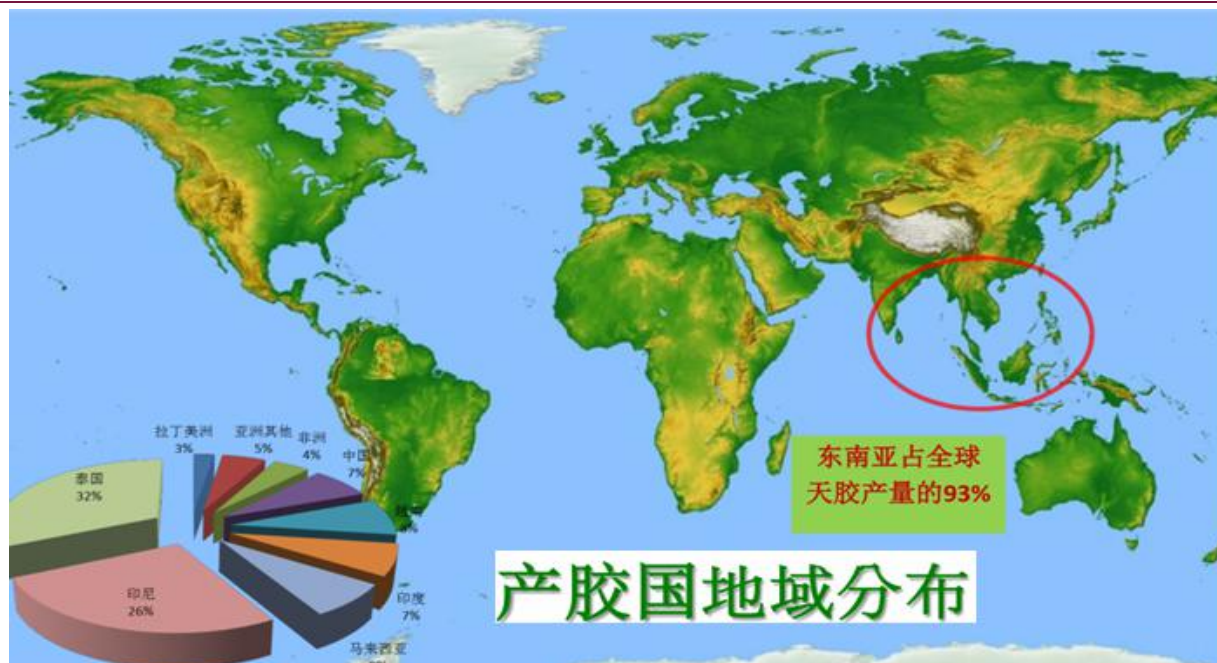 拉丁美洲
3%
亚洲其他
5%
非洲
4%
中国
7%
8%
泰国
32%
印尼
26%
印度
7%
马来西亚
东南亚占全球
天胶产量的93%
产胶国地域分布